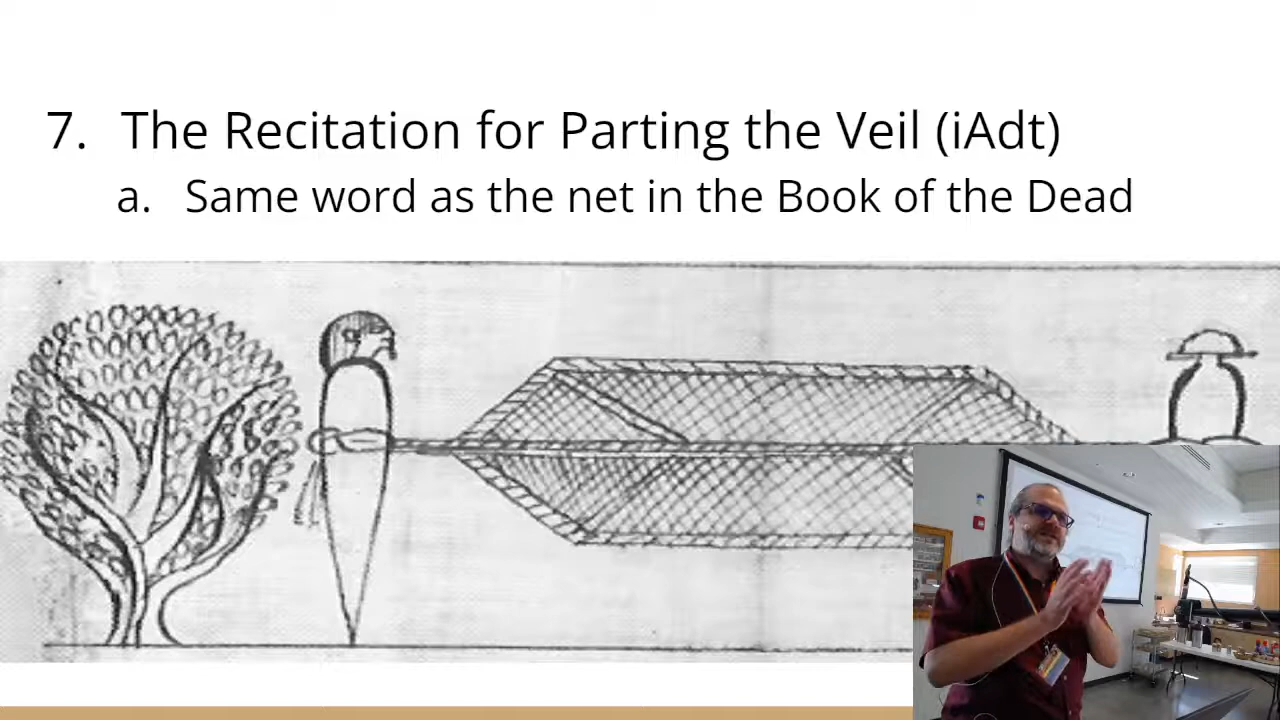 7. The Recitation for Parting the Veil (iAdt)
a. Same word as the net in the Book of the Dead